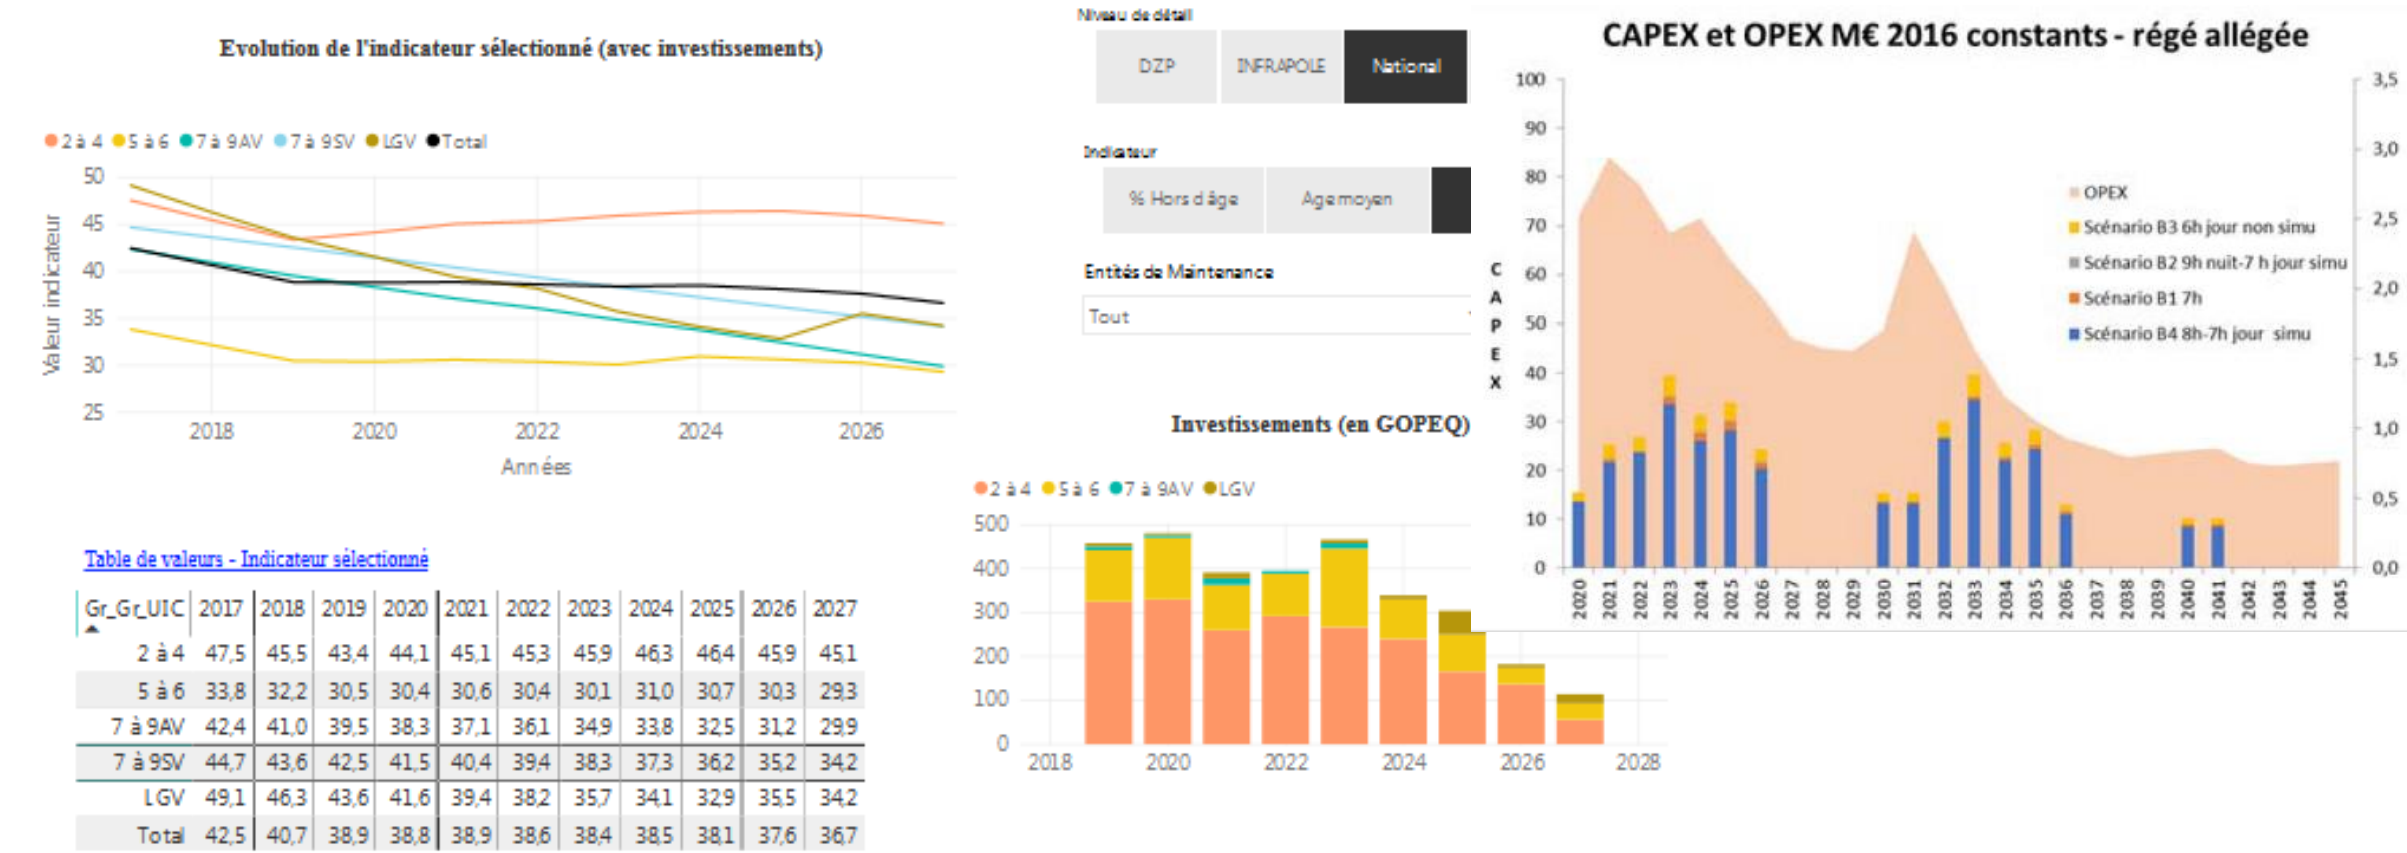 Evolution de l'indicateur sélectionné (avec investissements)
2 à 4 5 à 6 7 à 9AV 7 à 9SV LGV Total
Valeur indicateur
50
45
40
35
30
25
2018 2020 2022 2024 2026
Années
Table de valeurs - Indicateur sélectionné
Gr_Gr_UIC 2017 2018 2019 2020 2021 2022 2023 2024 2025 2026 2027
2 à 4 47,5 45,5 43,4 44,1 45,1 45,3 45,9 46,3 46,4 45,9 45,1
5 à 6 33,8 32,2 30,5 30,4 30,6 30,4 30,1 31,0 30,7 30,3 29,3
7 à 9AV 42,4 41,0 39,5 38,3 37,1 36,1 34,9 33,8 32,5 31,2 29,9
7 à 9SV 44,7 43,6 42,5 41,5 40,4 39,4 38,3 37,3 36,2 35,2 34,2
LGV 49,1 46,3 43,6 41,6 39,4 38,2 35,7 34,1 32,9 35,5 34,2
Total 42,5 40,7 38,9 38,8 38,9 38,6 38,4 38,5 38,1 37,6 36,7
Niveau de détail
DZP INFRAPOLE National
Indicateur
% Hors d âge Age moyen
Entités de Maintenance
Tout
Investissements (en GOPEQ)
2 à 4 5 à 6 7 à 9AV LGV
500
400
300
200
100
0
2018 2020 2022 2024 2026 2028
CAPEX et OPEX M€ 2016 constants - régé allégée
CAPEX
100
90
80
70
60
50
40
30
20
10
0
3,5
3,0
2,5
2,0
1,5
1,0
0,5
0,0
OPEX
Scénario B3 6h jour non simu
Scénario B2 9h nuit-7 h jour simu
Scénario B1 7h
Scénario B4 8h-7h jour simu
2020 2021 2022 2023 2024 2025 2026 2027 2028 2029 2030 2031 2032 2033 2034 2035 2036 2037 2038 2039 2040 2041 2042 2043 2044 2045